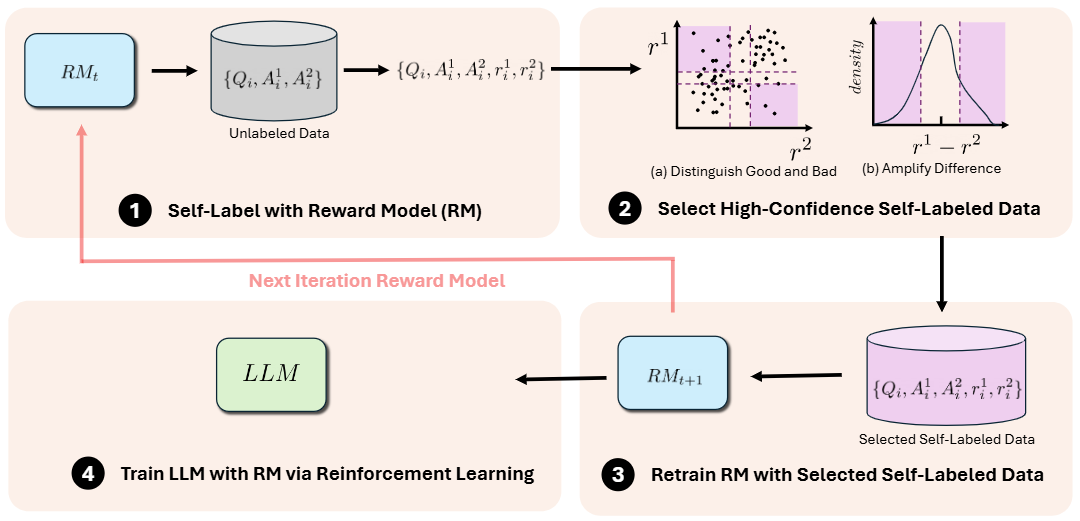 RM_t
{Q_i, A_i^1, A_i^2}
Unlabeled Data
{Q_i, A_i^1, A_i^2, r_i^1, r_i^2}
1 Self-Label with Reward Model (RM)
r^1
r^2
(a) Distinguish Good and Bad
density
r^1 − r^2
(b) Amplify Difference
2 Select High-Confidence Self-Labeled Data
Next Iteration Reward Model
LLM
4 Train LLM with RM via Reinforcement Learning
RM_{t+1}
{Q_i, A_i^1, A_i^2, r_i^1, r_i^2}
Selected Self-Labeled Data
3 Retrain RM with Selected Self-Labeled Data